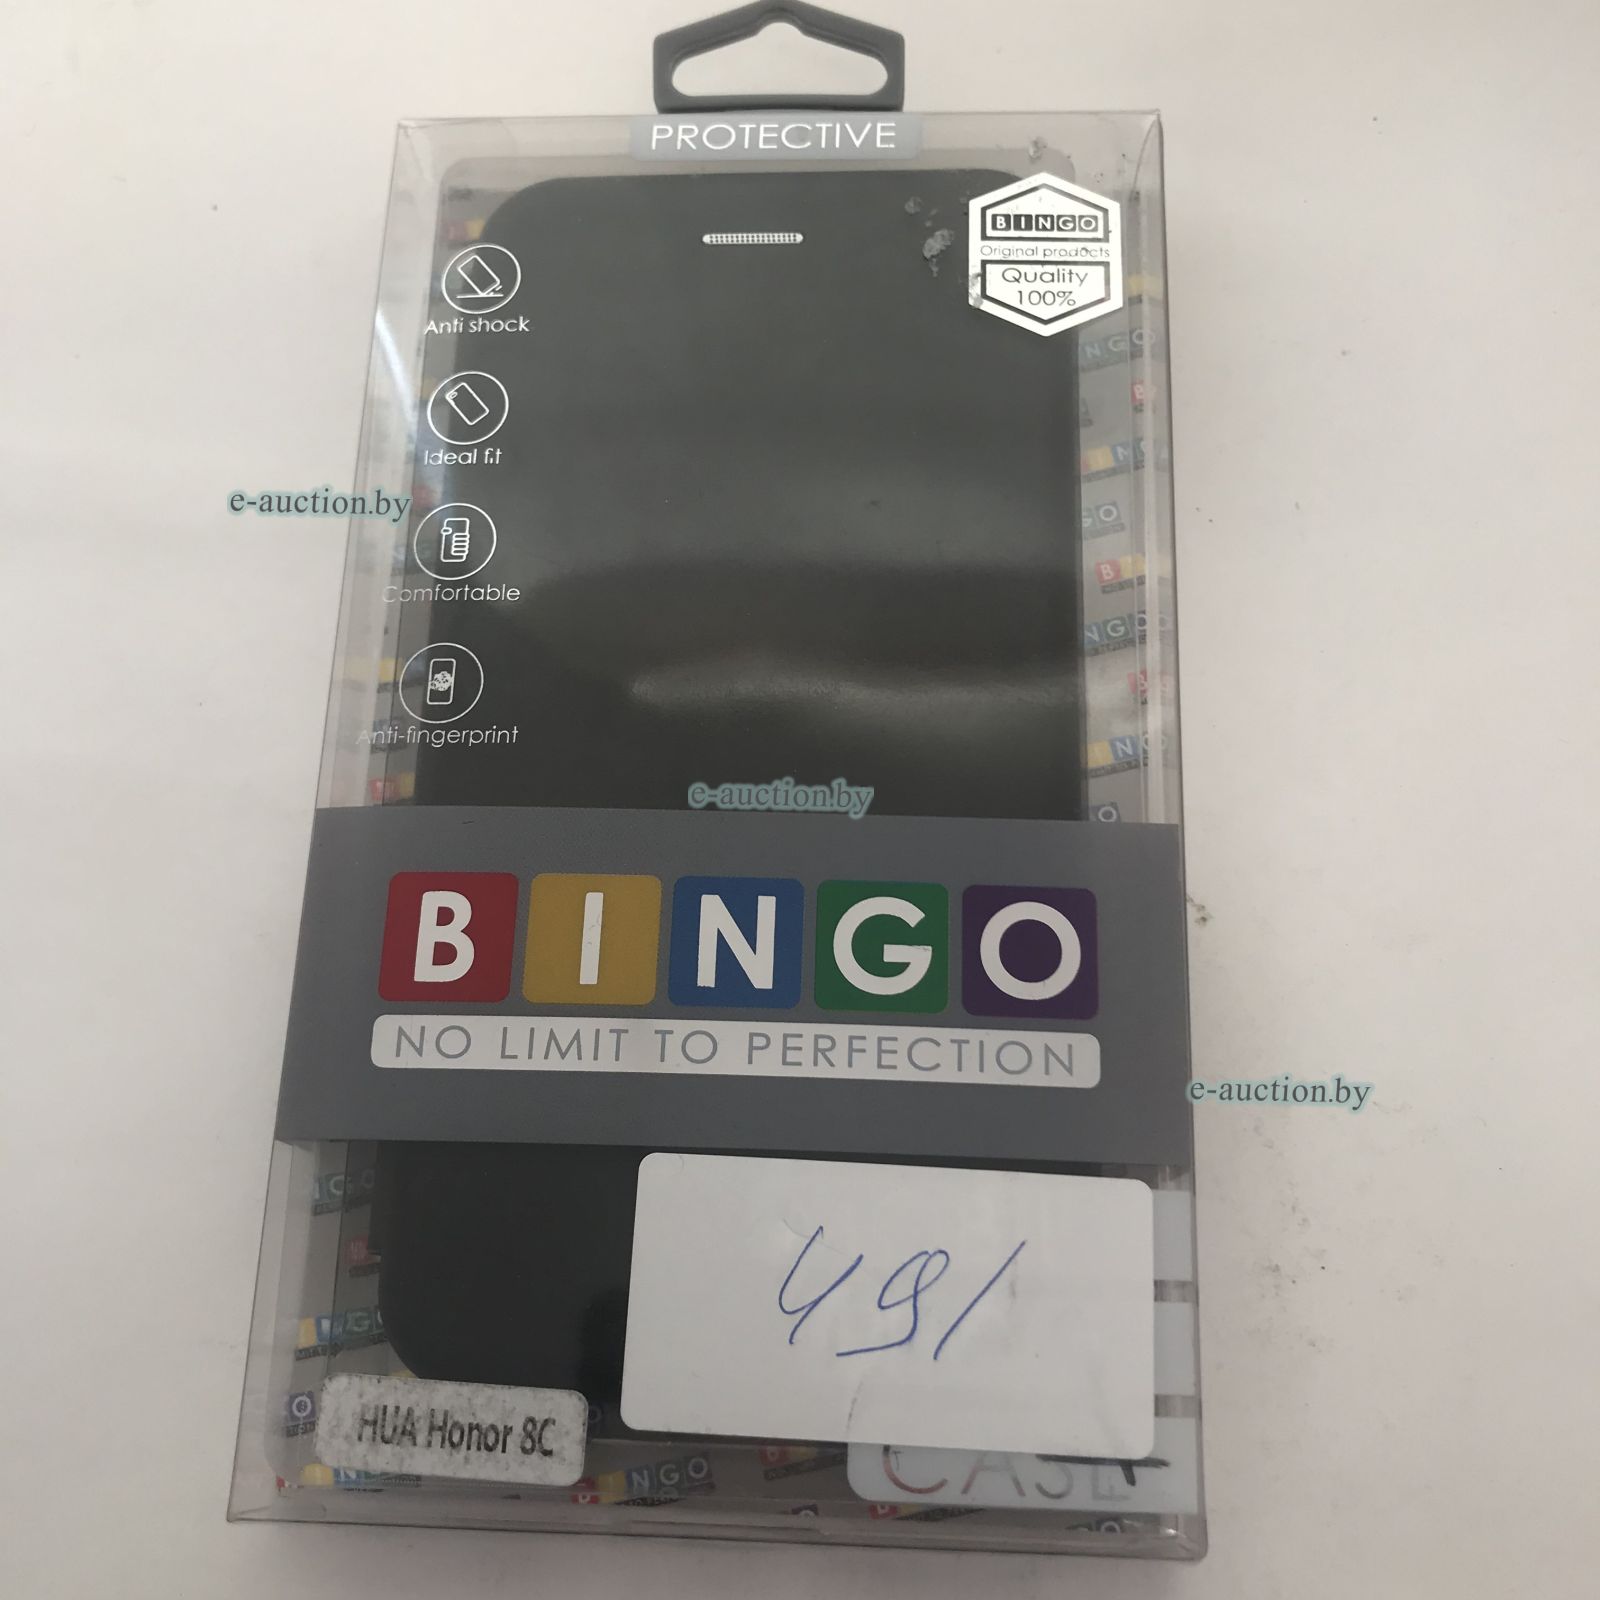 PROTECTIVE
BINGO
Original products
Quality
100%
Anti shock
Ideal fit
e-auction.by
Comfortable
Anti-fingerprint
e-auction.by
BINGO
NO LIMIT TO PERFECTION
e-auction.by
491
HUA Honor 8C
CASE